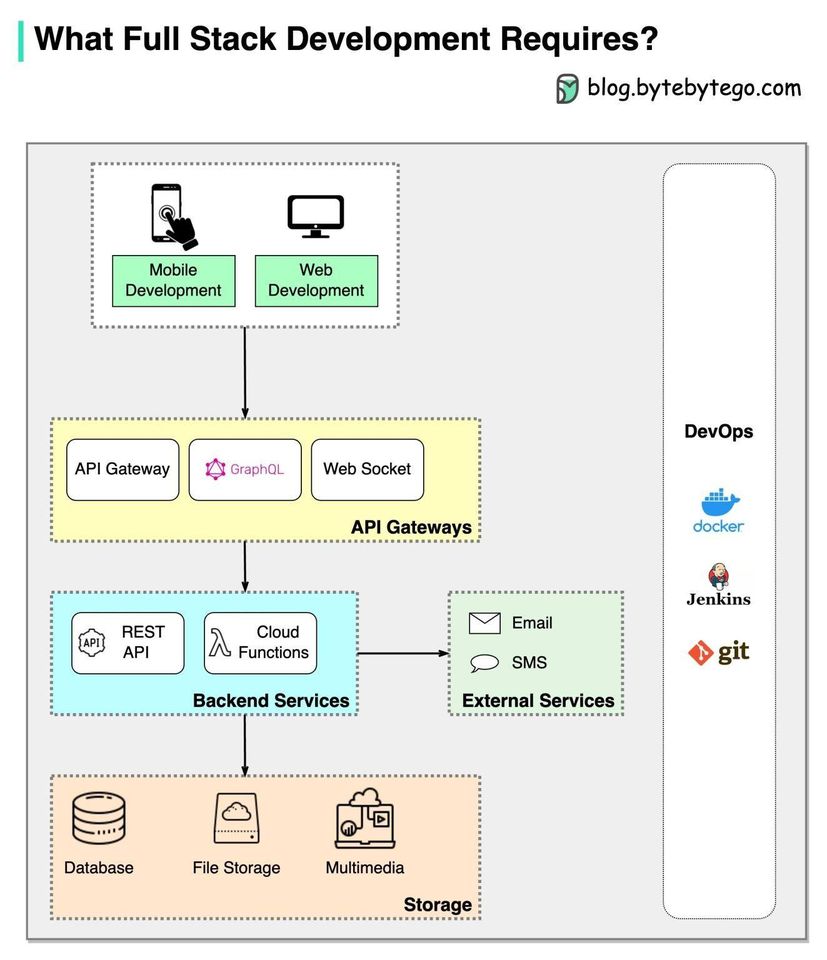 What Full Stack Development Requires?
blog.bytebytego.com
Mobile
Development
Web
Development
API Gateway
GraphQL
Web Socket
API Gateways
REST
API
API
Cloud
Functions
Backend Services
Email
SMS
External Services
Database
File Storage
Multimedia
Storage
DevOps
docker
Jenkins
git